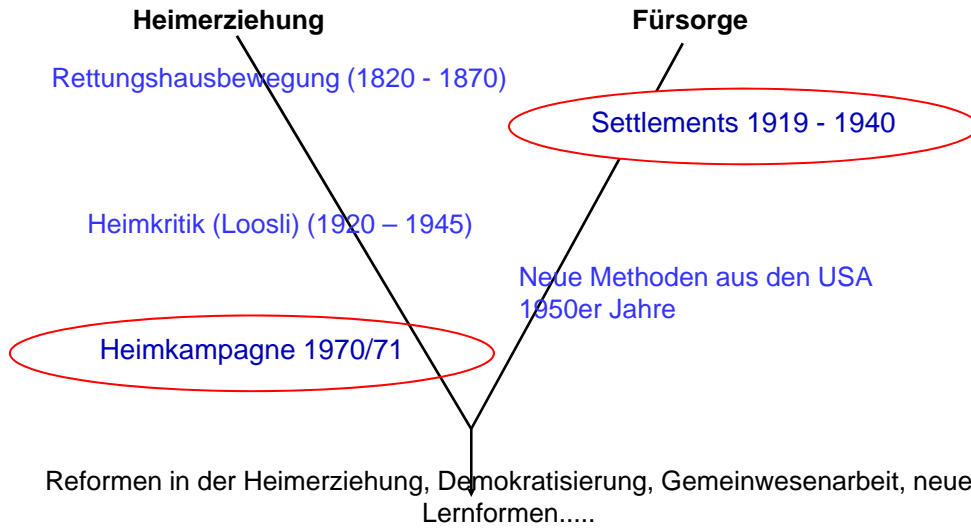 Heimerziehung
Fürsorge
Rettungshausbewegung (1820 - 1870)
Settlements 1919 - 1940
Heimkritik (Loosli) (1920 – 1945)
Neue Methoden aus den USA
1950er Jahre
Heimkampagne 1970/71
Reformen in der Heimerziehung, Demokratisierung, Gemeinwesenarbeit, neue
Lernformen.....